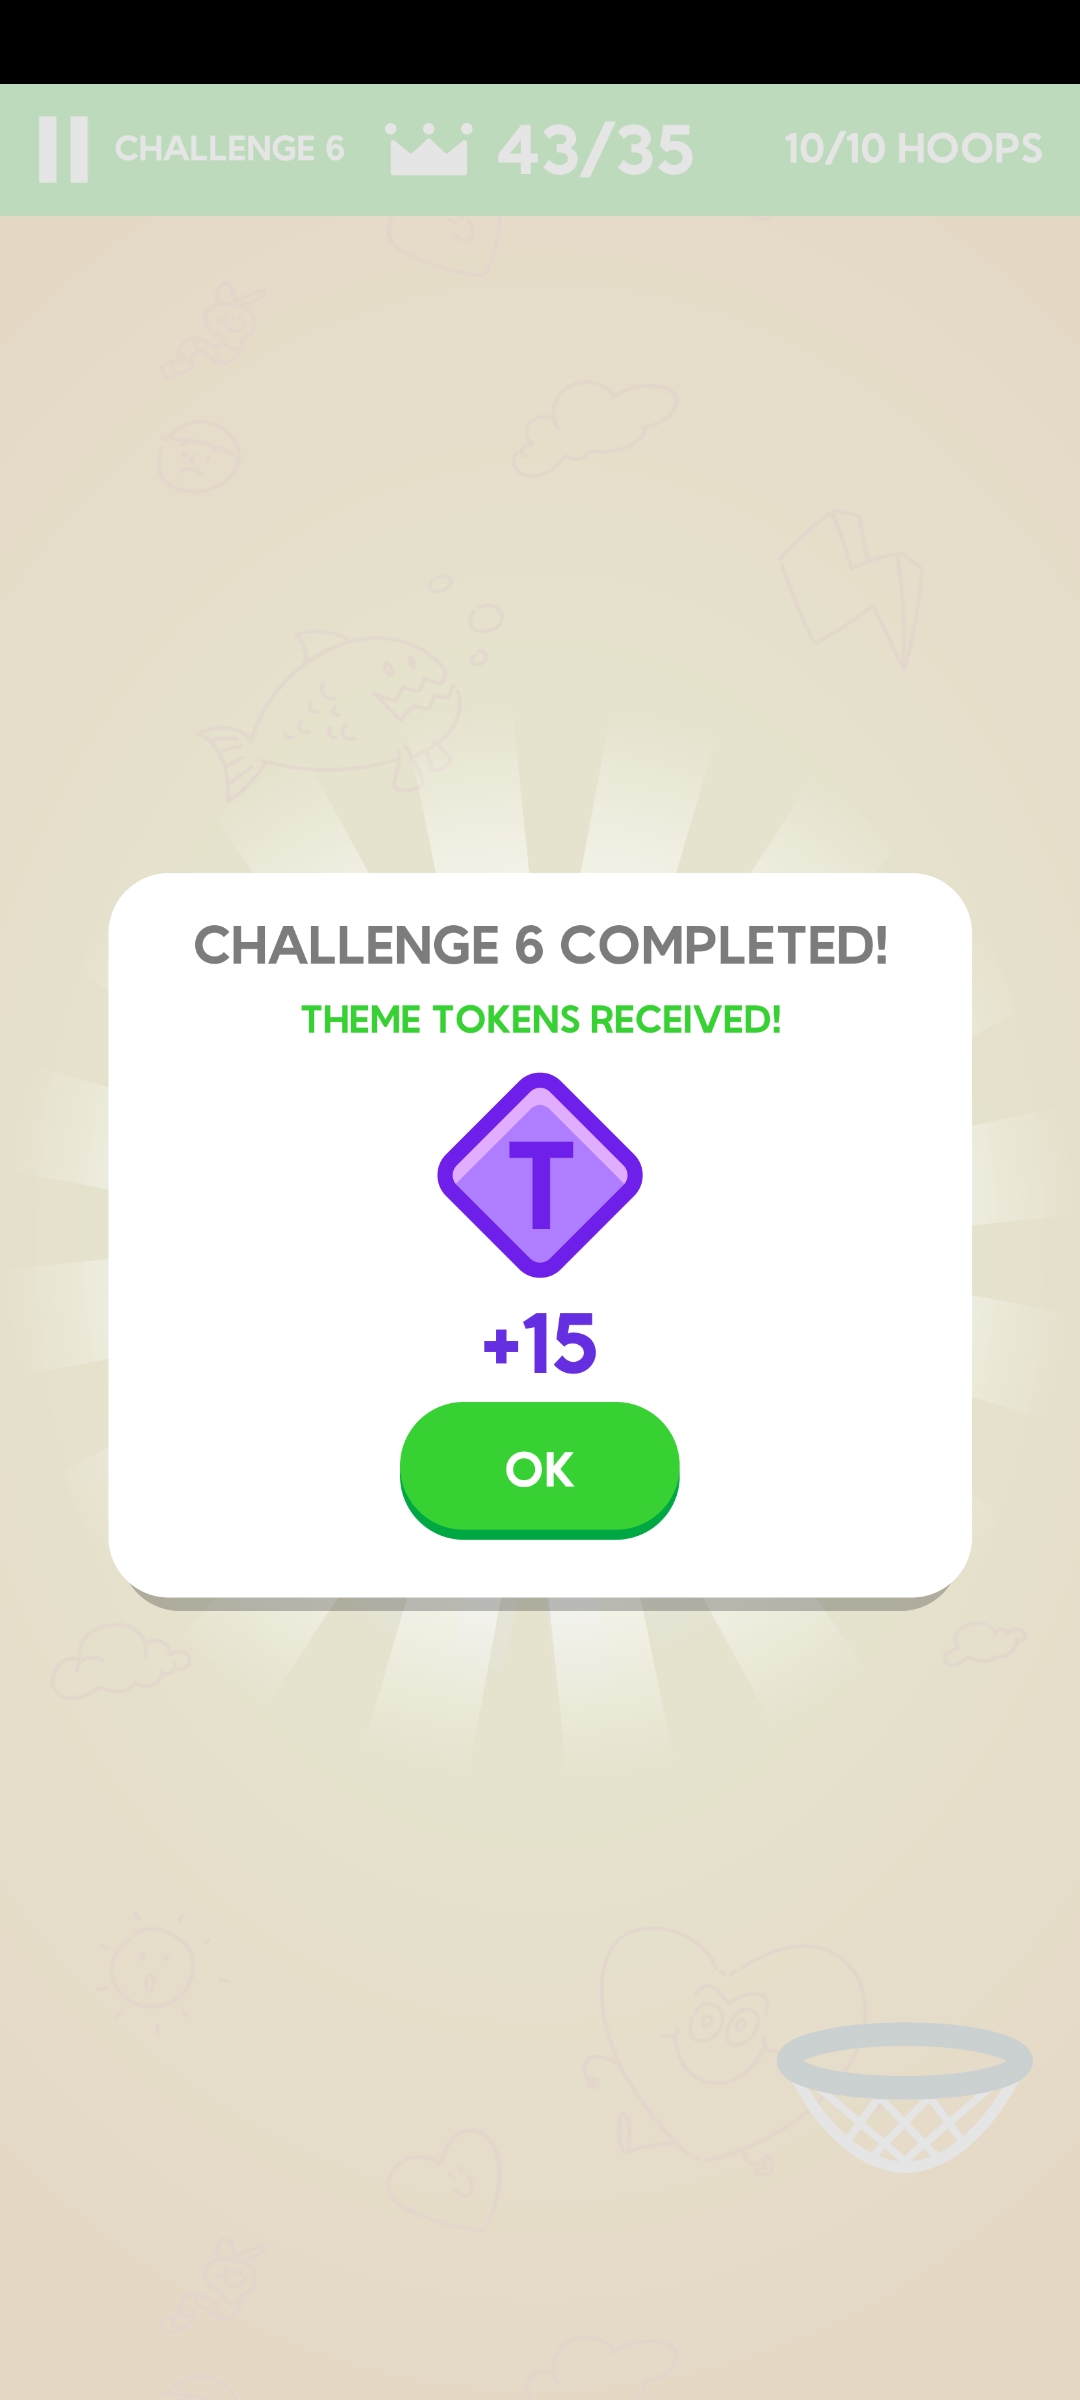 CHALLENGE 6 43/35 10/10 HOOPS
CHALLENGE 6 COMPLETED!
THEME TOKENS RECEIVED!
T
+15
OK